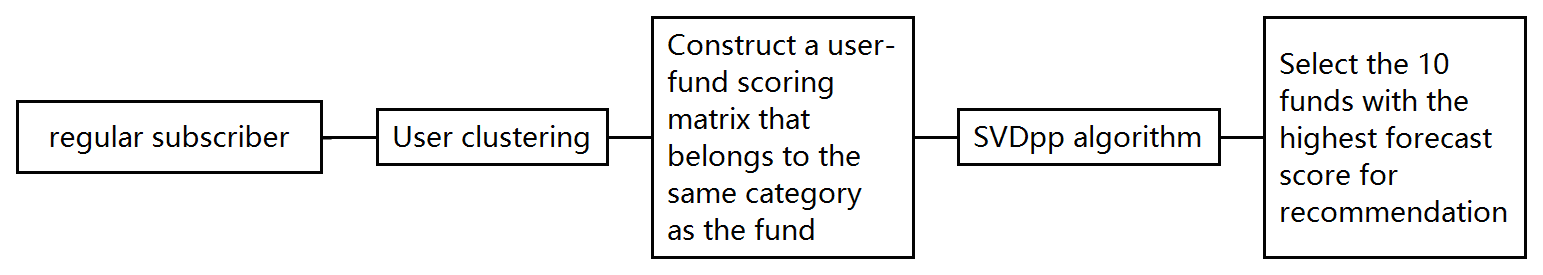 regular subscriber
User clustering
Construct a user-
fund scoring
matrix that
belongs to the
same category
as the fund
SVDpp algorithm
Select the 10
funds with the
highest forecast
score for
recommendation